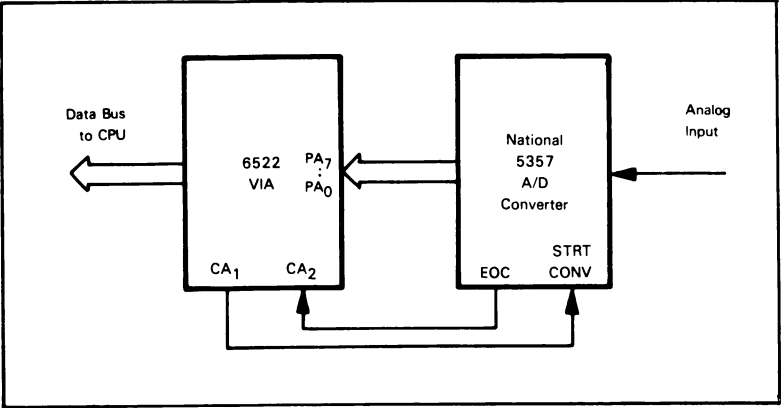 Data Bus
to CPU
6522
VIA
PA7
:
PA0
CA1
CA2
National
5357
A/D
Converter
EOC
STRT
CONV
Analog
Input